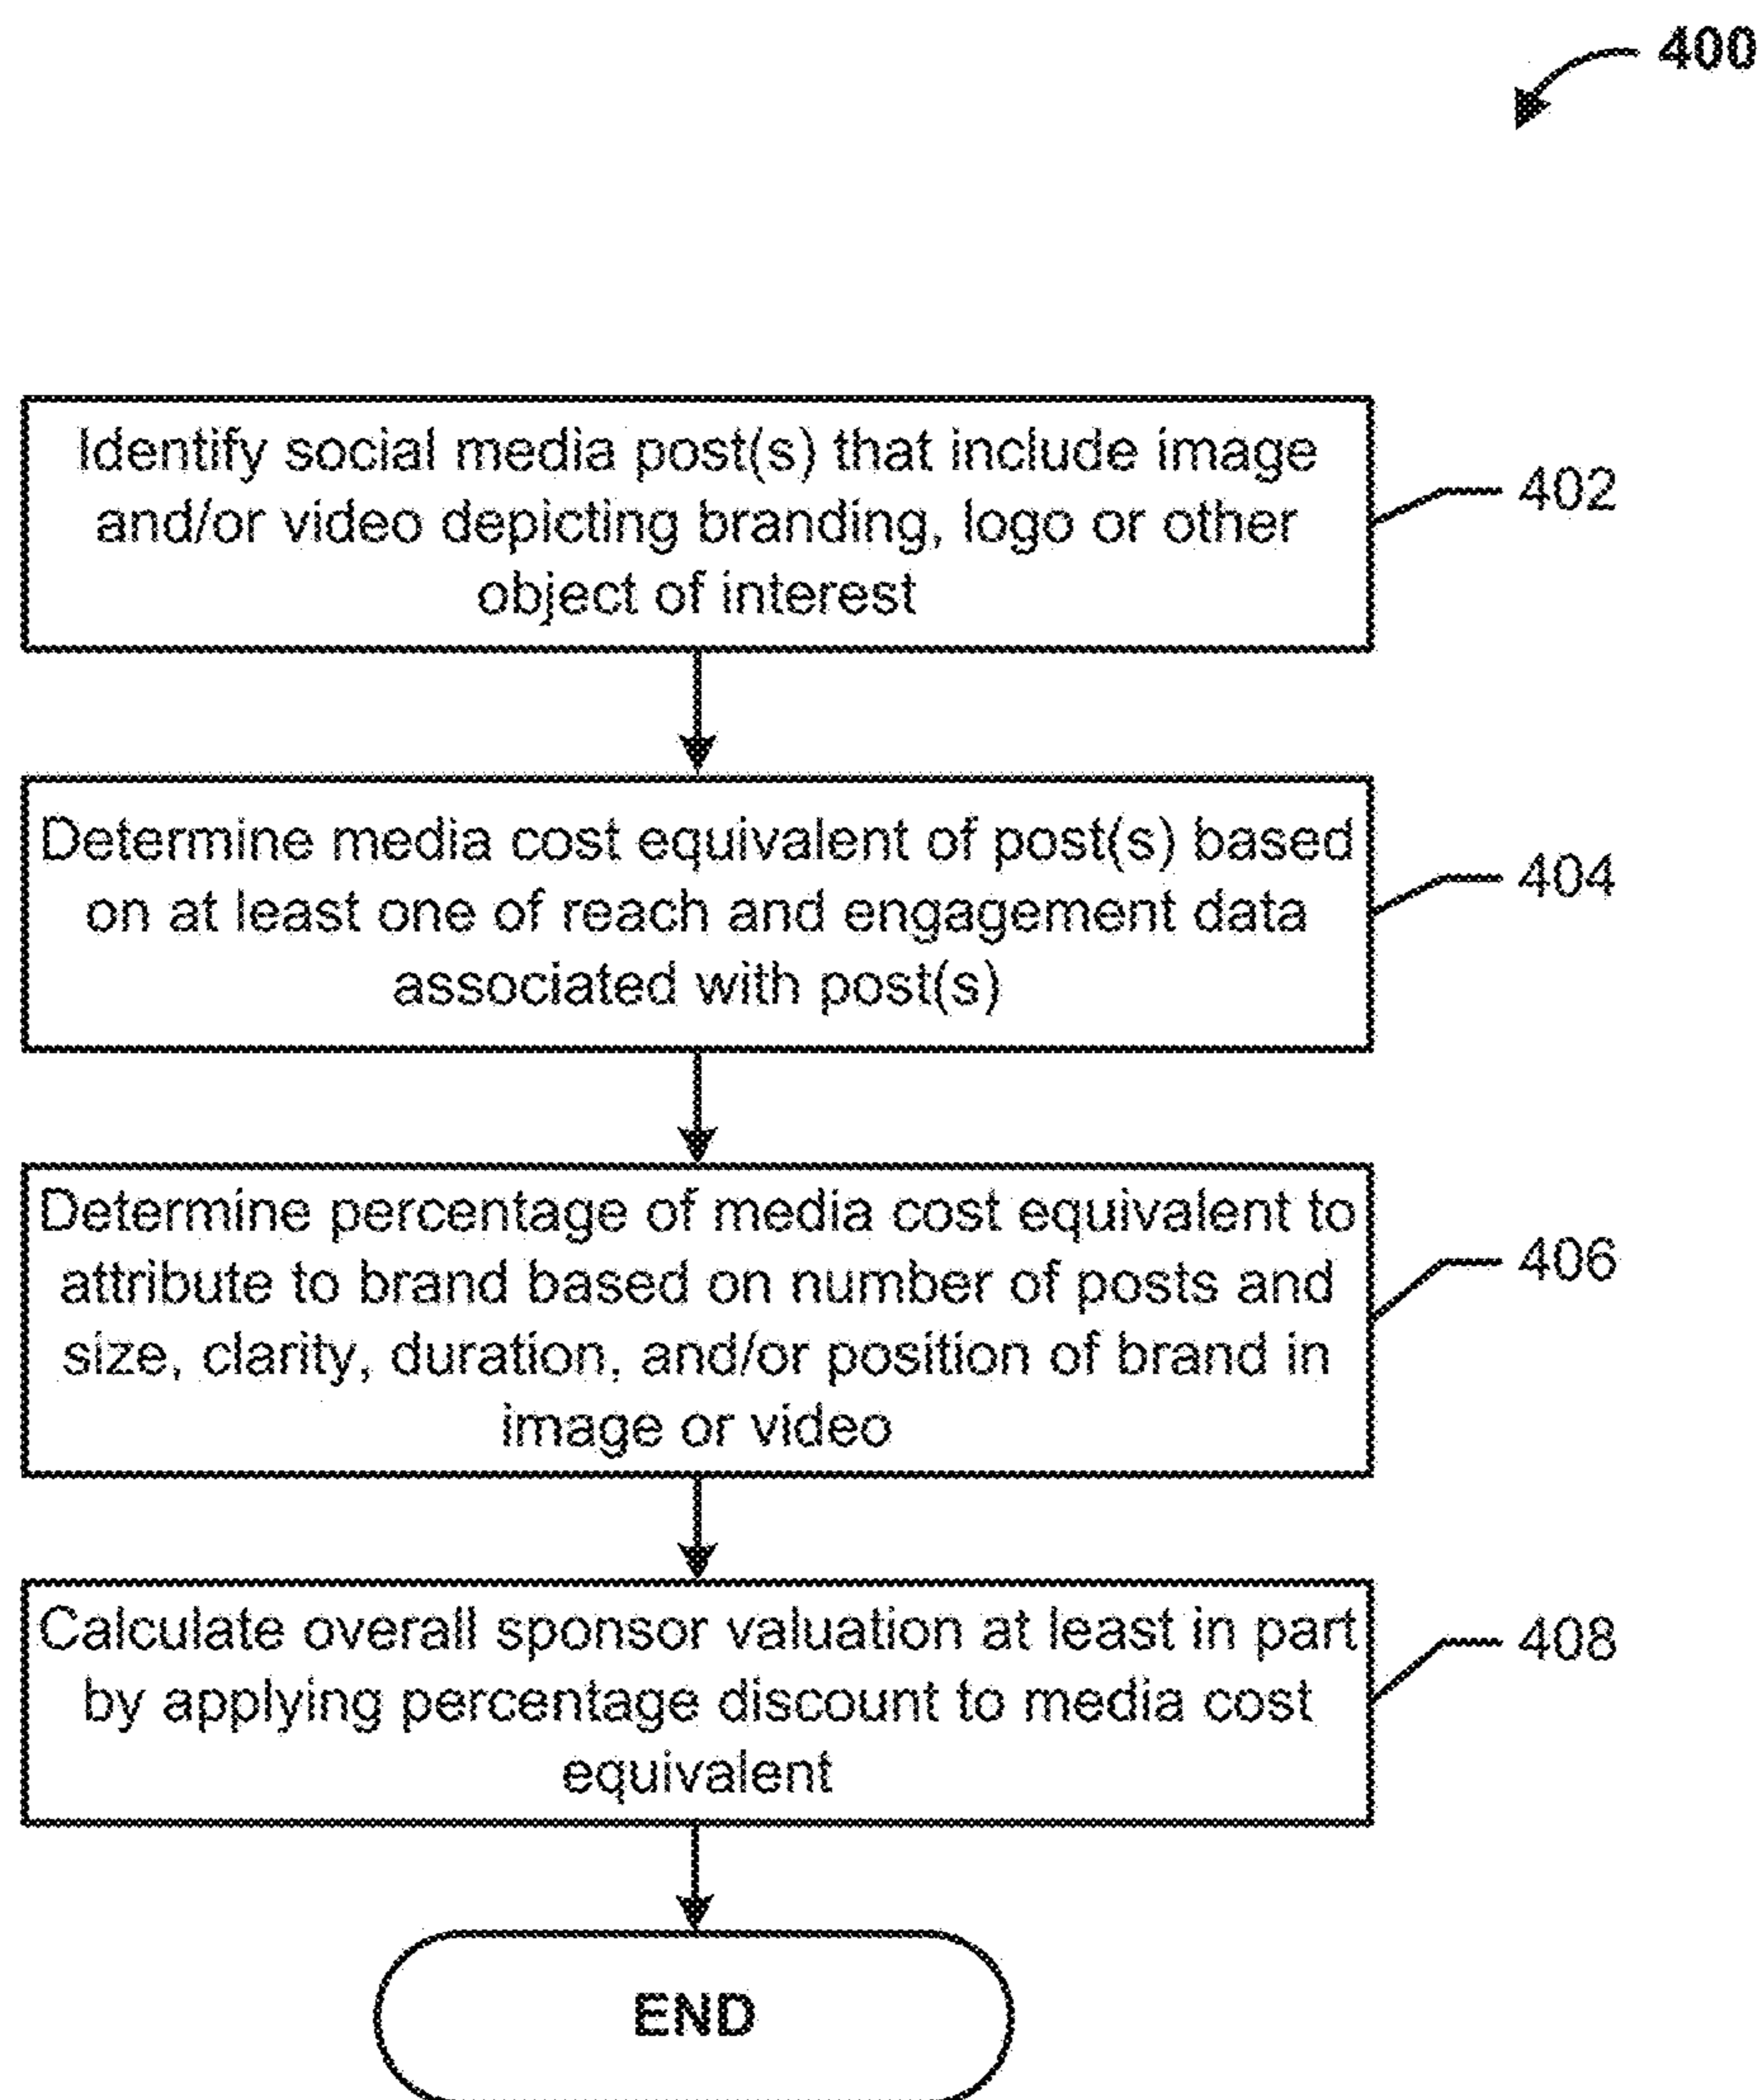 400
Identify social media post(s) that include image
and/or video depicting branding, logo or other
object of interest
402
Determine media cost equivalent of post(s) based
on at least one of reach and engagement data
associated with post(s)
404
Determine percentage of media cost equivalent to
attribute to brand based on number of posts and
size, clarity, duration, and/or position of brand in
image or video
406
Calculate overall sponsor valuation at least in part
by applying percentage discount to media cost
equivalent
408
END